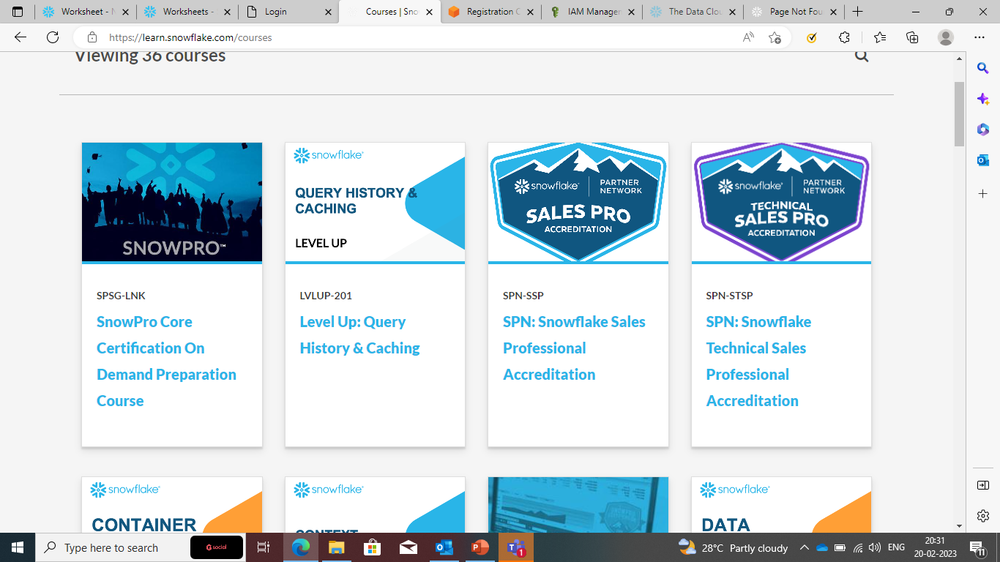 Worksheet - N
Worksheets -
Login
Courses | Sno
Registration C
IAM Managem
The Data Clou
Page Not Fou
https://learn.snowflake.com/courses
Viewing 36 courses
SNOWPRO™
snowflake®
QUERY HISTORY &
CACHING
LEVEL UP
snowflake®
PARTNER
NETWORK
SALES PRO
ACCREDITATION
snowflake®
PARTNER
NETWORK
TECHNICAL
SALES PRO
ACCREDITATION
SPSG-LNK
SnowPro Core
Certification On
Demand Preparation
Course
LVLUP-201
Level Up: Query
History & Caching
SPN-SSP
SPN: Snowflake Sales
Professional
Accreditation
SPN-STSP
SPN: Snowflake
Technical Sales
Professional
Accreditation
snowflake®
CONTAINER
snowflake®
CONTEXT
snowflake®
DATA
Type here to search
social
1
28°C Partly cloudy
ENG
20:31
20-02-2023
11